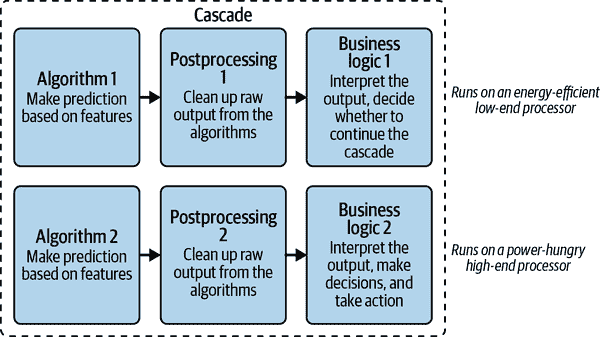 Cascade
Algorithm 1
Make prediction
based on features
Postprocessing
1
Clean up raw
output from the
algorithms
Business
logic 1
Interpret the
output, decide
whether to
continue the
cascade
Runs on an energy-efficient
low-end processor
Algorithm 2
Make prediction
based on features
Postprocessing
2
Clean up raw
output from the
algorithms
Business
logic 2
Interpret the
output, make
decisions, and
take action
Runs on a power-hungry
high-end processor